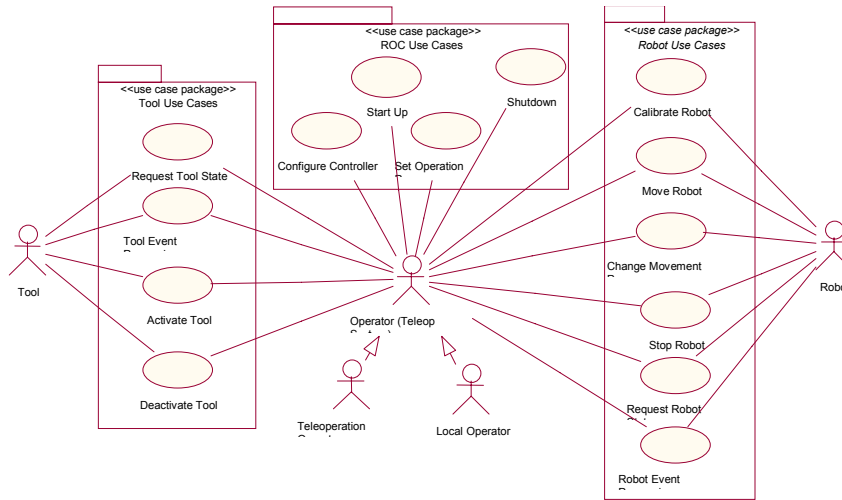 <<use case package>>
ROC Use Cases
Start Up
Shutdown
Configure Controller
Set Operation
<<use case package>>
Tool Use Cases
Request Tool State
Tool Event
Activate Tool
Deactivate Tool
<<use case package>>
Robot Use Cases
Calibrate Robot
Move Robot
Change Movement
Stop Robot
Request Robot
Robot Event
Tool
Operator (Teleop
Teleoperation
Local Operator